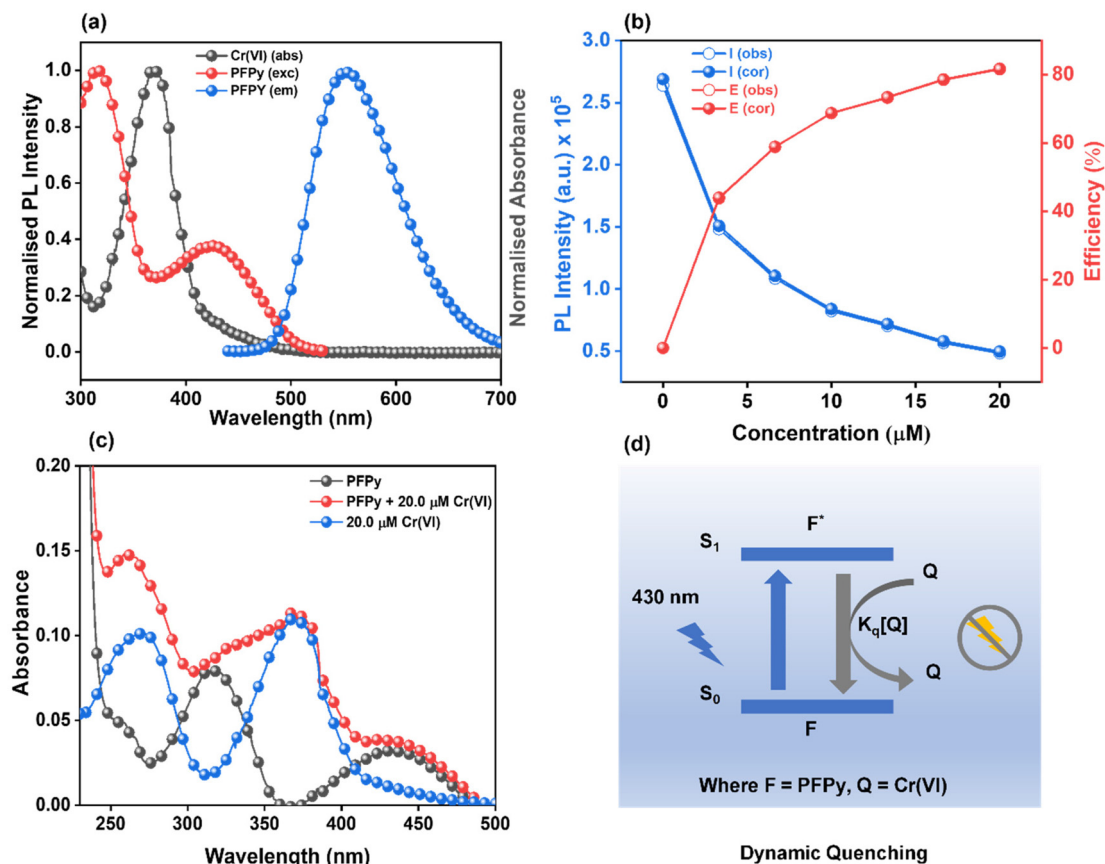 (a)
Cr(VI) (abs)
PFPy (exc)
PFPY (em)
1.0
0.8
0.6
0.4
0.2
0.0
Normalised PL Intensity
Normalised Absorbance
300 400 500 600 700
Wavelength (nm)
(b)
I (obs)
I (cor)
E (obs)
E (cor)
3.0
2.5
2.0
1.5
1.0
0.5
PL Intensity (a.u.) x 10⁵
80
60
40
20
0
Efficiency (%)
0 5 10 15 20
Concentration (μM)
(c)
PFPy
PFPy + 20.0 μM Cr(VI)
20.0 μM Cr(VI)
0.20
0.15
0.10
0.05
0.00
Absorbance
250 300 350 400 450 500
Wavelength (nm)
(d)
F*
S₁
Q
430 nm
Kq[Q]
Q
S₀
F
Where F = PFPy, Q = Cr(VI)
Dynamic Quenching